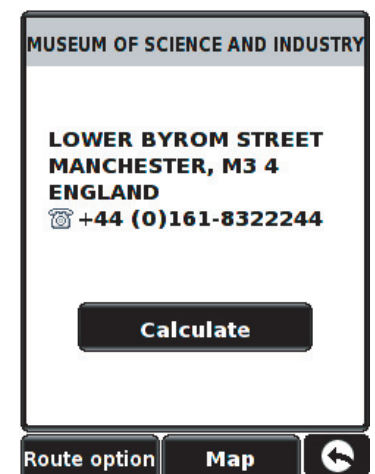 MUSEUM OF SCIENCE AND INDUSTRY
LOWER BYROM STREET
MANCHESTER, M3 4
ENGLAND
☏ +44 (0)161-8322244
Calculate
Route option Map